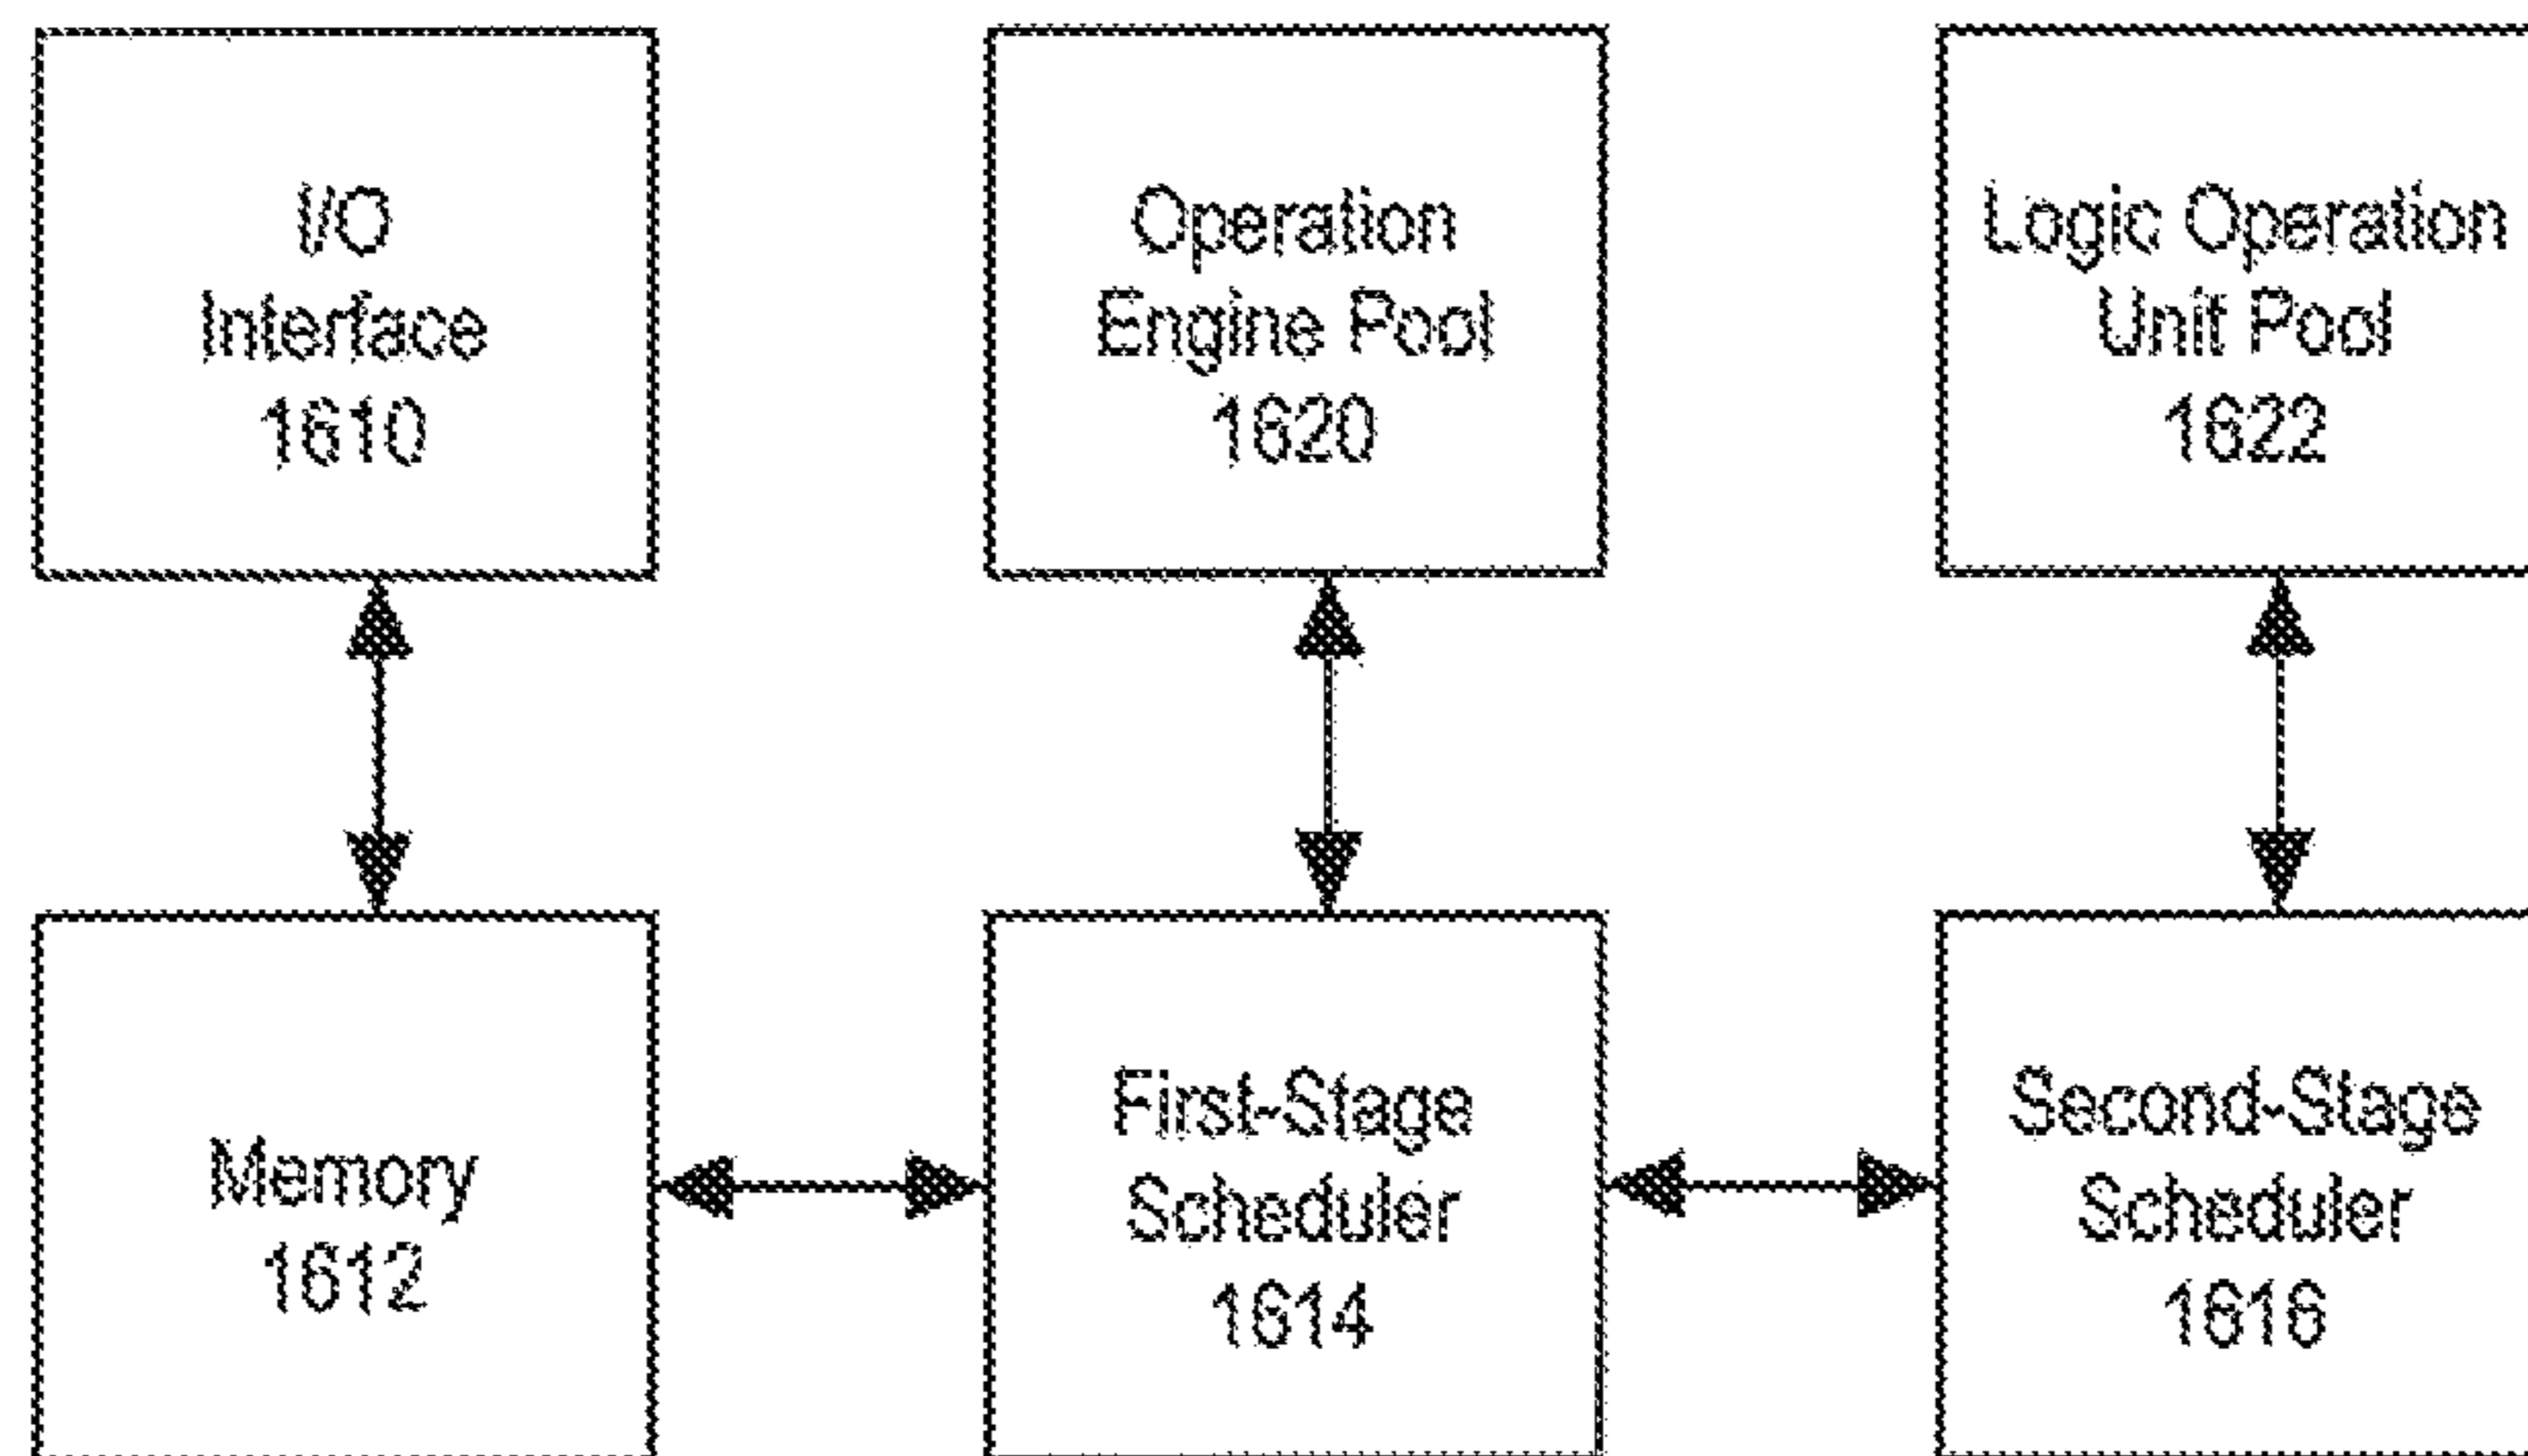 I/O
Interface
1610
Operation
Engine Pool
1620
Logic Operation
Unit Pool
1622
Memory
1612
First-Stage
Scheduler
1614
Second-Stage
Scheduler
1616